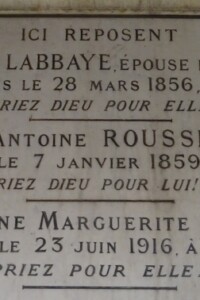 ICI REPOSENT
LABBAYE, ÉPOUSE
28 MARS 1856,
PRIEZ DIEU POUR ELLE
ANTOINE ROUSS
LE 7 JANVIER 1859
PRIEZ DIEU POUR LUI!
NE MARGUERITE
LE 23 JUIN 1916, À
PRIEZ POUR ELLE